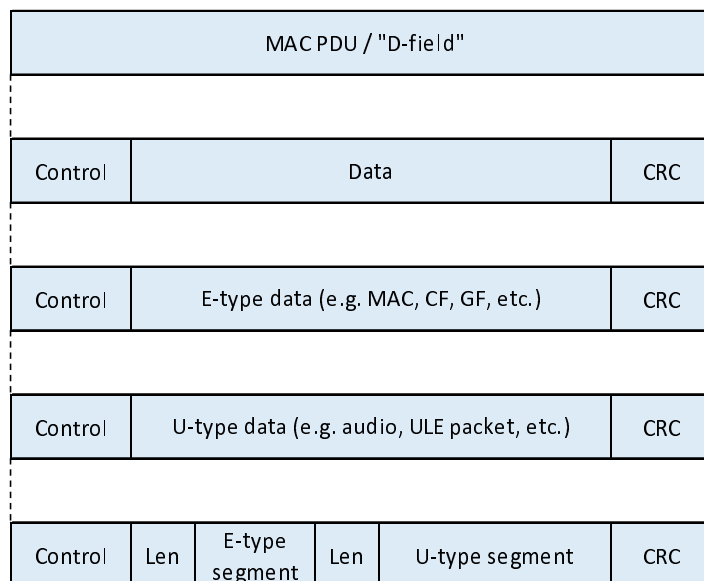 MAC PDU / "D-field"
Control Data CRC
Control E-type data (e.g. MAC, CF, GF, etc.) CRC
Control U-type data (e.g. audio, ULE packet, etc.) CRC
Control Len E-type segment Len U-type segment CRC